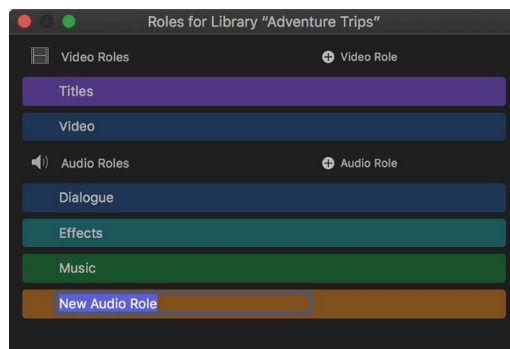 Roles for Library “Adventure Trips”
Video Roles
Video Role
Titles
Video
Audio Roles
Audio Role
Dialogue
Effects
Music
New Audio Role